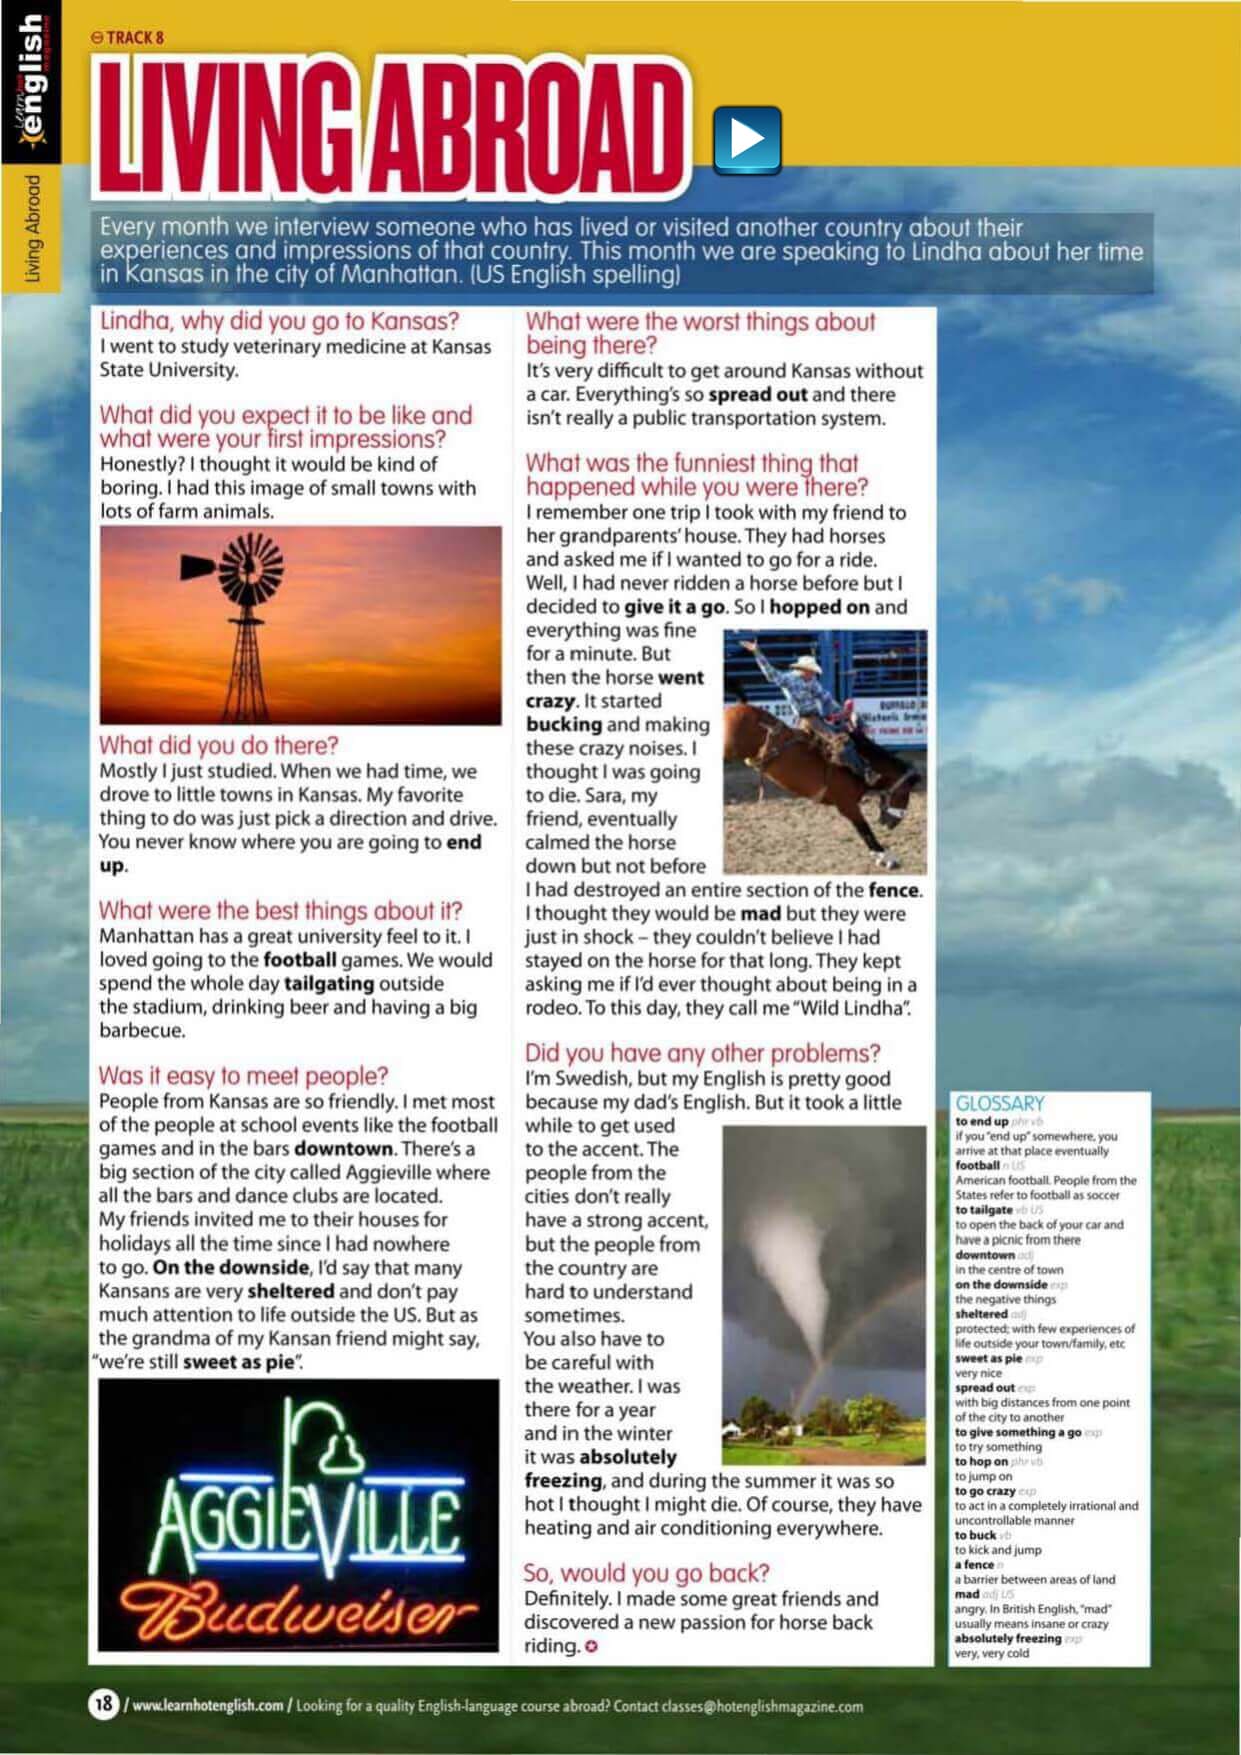 Learn hot
english
magazine
Living Abroad
TRACK 8
LIVING ABROAD
Every month we interview someone who has lived or visited another country about their
experiences and impressions of that country. This month we are speaking to Lindha about her time
in Kansas in the city of Manhattan. (US English spelling)
Lindha, why did you go to Kansas?
I went to study veterinary medicine at Kansas
State University.
What did you expect it to be like and
what were your first impressions?
Honestly? I thought it would be kind of
boring. I had this image of small towns with
lots of farm animals.
What did you do there?
Mostly I just studied. When we had time, we
drove to little towns in Kansas. My favorite
thing to do was just pick a direction and drive.
You never know where you are going to end
up.
What were the best things about it?
Manhattan has a great university feel to it. I
loved going to the football games. We would
spend the whole day tailgating outside
the stadium, drinking beer and having a big
barbecue.
Was it easy to meet people?
People from Kansas are so friendly. I met most
of the people at school events like the football
games and in the bars downtown. There's a
big section of the city called Aggieville where
all the bars and dance clubs are located.
My friends invited me to their houses for
holidays all the time since I had nowhere
to go. On the downside, I'd say that many
Kansans are very sheltered and don't pay
much attention to life outside the US. But as
the grandma of my Kansan friend might say,
"we're still sweet as pie".
AGGIEVILLE
Budweiser
What were the worst things about
being there?
It's very difficult to get around Kansas without
a car. Everything's so spread out and there
isn't really a public transportation system.
What was the funniest thing that
happened while you were there?
I remember one trip I took with my friend to
her grandparents' house. They had horses
and asked me if I wanted to go for a ride.
Well, I had never ridden a horse before but I
decided to give it a go. So I hopped on and
everything was fine
for a minute. But
then the horse went
crazy. It started
bucking and making
these crazy noises. I
thought I was going
to die. Sara, my
friend, eventually
calmed the horse
down but not before
I had destroyed an entire section of the fence.
I thought they would be mad but they were
just in shock – they couldn't believe I had
stayed on the horse for that long. They kept
asking me if I'd ever thought about being in a
rodeo. To this day, they call me "Wild Lindha".
BUFFALO
Historic
Did you have any other problems?
I'm Swedish, but my English is pretty good
because my dad's English. But it took a little
while to get used
to the accent. The
people from the
cities don't really
have a strong accent,
but the people from
the country are
hard to understand
sometimes.
You also have to
be careful with
the weather. I was
there for a year
and in the winter
it was absolutely
freezing, and during the summer it was so
hot I thought I might die. Of course, they have
heating and air conditioning everywhere.
So, would you go back?
Definitely. I made some great friends and
discovered a new passion for horse back
riding.
GLOSSARY
to end up phr vb
if you "end up" somewhere, you
arrive at that place eventually
football n US
American football. People from the
States refer to football as soccer
to tailgate vb US
to open the back of your car and
have a picnic from there
downtown adj
in the centre of town
on the downside exp
the negative things
sheltered adj
protected; with few experiences of
life outside your town/family, etc
sweet as pie exp
very nice
spread out exp
with big distances from one point
of the city to another
to give something a go exp
to try something
to hop on phr vb
to jump on
to go crazy exp
to act in a completely irrational and
uncontrollable manner
to buck vb
to kick and jump
a fence n
a barrier between areas of land
mad adj US
angry. In British English, "mad"
usually means insane or crazy
absolutely freezing exp
very, very cold
18 / www.learnhotenglish.com / Looking for a quality English-language course abroad? Contact classes@hotenglishmagazine.com